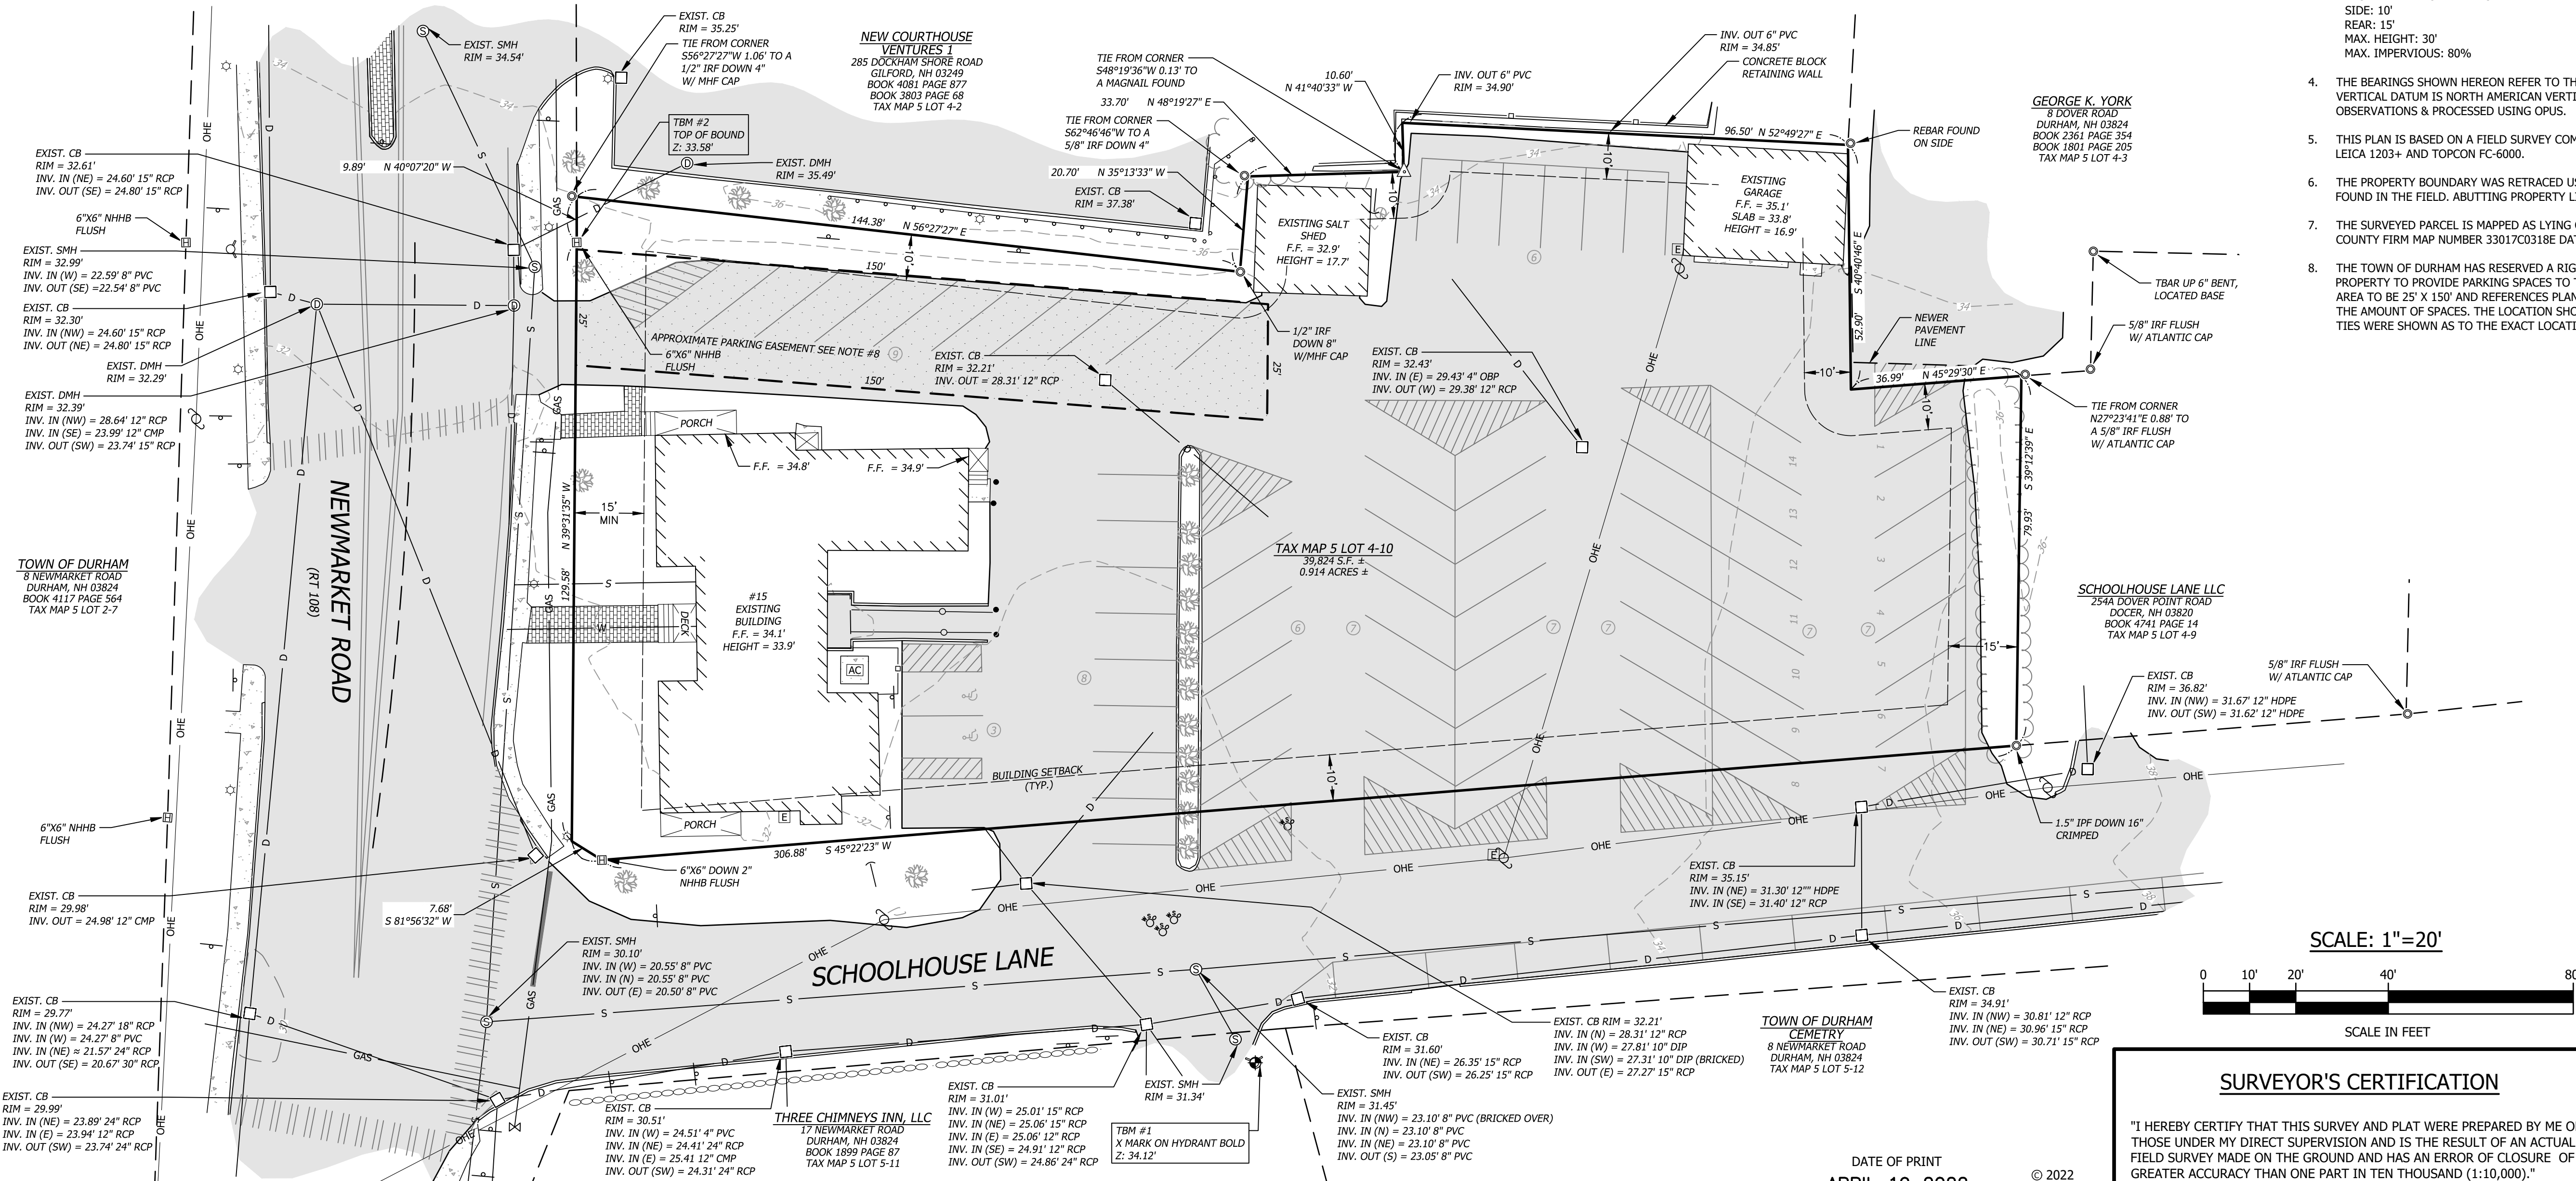 EXIST. SMH
RIM = 34.54'
EXIST. CB
RIM = 35.25'
TIE FROM CORNER
S56°27'27"W 1.06' TO A
1/2" IRF DOWN 4"
W/ MHF CAP
NEW COURTHOUSE
VENTURES 1
285 DOCKHAM SHORE ROAD
GILFORD, NH 03249
BOOK 4081 PAGE 877
BOOK 3803 PAGE 68
TAX MAP 5 LOT 4-2
TIE FROM CORNER
S48°19'36"W 0.13' TO
A MAGNAIL FOUND
33.70' N 48°19'27" E
TIE FROM CORNER
S62°46'46"W TO A
5/8" IRF DOWN 4"
20.70' N 35°13'33" W
EXIST. CB
RIM = 37.38'
10.60'
N 41°40'33" W
INV. OUT 6" PVC
RIM = 34.90'
INV. OUT 6" PVC
RIM = 34.85'
CONCRETE BLOCK
RETAINING WALL
96.50' N 52°49'27" E
REBAR FOUND
ON SIDE
GEORGE K. YORK
8 DOVER ROAD
DURHAM, NH 03824
BOOK 2361 PAGE 354
BOOK 1801 PAGE 205
TAX MAP 5 LOT 4-3
SIDE: 10'
REAR: 15'
MAX. HEIGHT: 30'
MAX. IMPERVIOUS: 80%
4. THE BEARINGS SHOWN HEREON REFER TO TH
VERTICAL DATUM IS NORTH AMERICAN VERTI
OBSERVATIONS & PROCESSED USING OPUS.
5. THIS PLAN IS BASED ON A FIELD SURVEY COM
LEICA 1203+ AND TOPCON FC-6000.
6. THE PROPERTY BOUNDARY WAS RETRACED US
FOUND IN THE FIELD. ABUTTING PROPERTY LI
7. THE SURVEYED PARCEL IS MAPPED AS LYING
COUNTY FIRM MAP NUMBER 33017C0318E DA
8. THE TOWN OF DURHAM HAS RESERVED A RIG
PROPERTY TO PROVIDE PARKING SPACES TO T
AREA TO BE 25' X 150' AND REFERENCES PLAN
THE AMOUNT OF SPACES. THE LOCATION SHO
TIES WERE SHOWN AS TO THE EXACT LOCATI
TBM #2
TOP OF BOUND
Z: 33.58'
EXIST. DMH
RIM = 35.49'
EXIST. CB
RIM = 32.61'
INV. IN (NE) = 24.60' 15" RCP
INV. OUT (SE) = 24.80' 15" RCP
9.89' N 40°07'20" W
6"X6" NHHB
FLUSH
EXIST. SMH
RIM = 32.99'
INV. IN (W) = 22.59' 8" PVC
INV. OUT (SE) =22.54' 8" PVC
EXIST. CB
RIM = 32.30'
INV. IN (NW) = 24.60' 15" RCP
INV. OUT (NE) = 24.80' 15" RCP
EXIST. DMH
RIM = 32.29'
EXIST. DMH
RIM = 32.39'
INV. IN (NW) = 28.64' 12" RCP
INV. IN (SE) = 23.99' 12" CMP
INV. OUT (SW) = 23.74' 15" RCP
144.38' N 56°27'27" E
10'
150'
25'
APPROXIMATE PARKING EASEMENT SEE NOTE #8
9
6"X6" NHHB
FLUSH
150'
25'
EXIST. CB
RIM = 32.21'
INV. OUT = 28.31' 12" RCP
1/2" IRF
DOWN 8"
W/MHF CAP
EXISTING SALT
SHED
F.F. = 32.9'
HEIGHT = 17.7'
10'
10'
EXISTING
GARAGE
F.F. = 35.1'
SLAB = 33.8'
HEIGHT = 16.9'
S 40°40'46" E
52.90'
EXIST. CB
RIM = 32.43'
INV. IN (E) = 29.43' 4" OBP
INV. OUT (W) = 29.38' 12" RCP
NEWER
PAVEMENT
LINE
10'
36.99' N 45°29'30" E
10'
TBAR UP 6" BENT,
LOCATED BASE
5/8" IRF FLUSH
W/ ATLANTIC CAP
TIE FROM CORNER
N27°23'41"E 0.88' TO
A 5/8" IRF FLUSH
W/ ATLANTIC CAP
S 39°12'39" E
79.93'
PORCH
F.F. = 34.8'
F.F. = 34.9'
N 39°31'35" W
129.58'
15'
MIN
NEWMARKET ROAD
(RT 108)
TOWN OF DURHAM
8 NEWMARKET ROAD
DURHAM, NH 03824
BOOK 4117 PAGE 564
TAX MAP 5 LOT 2-7
#15
EXISTING
BUILDING
F.F. = 34.1'
HEIGHT = 33.9'
DECK
AC
TAX MAP 5 LOT 4-10
39,824 S.F. ±
0.914 ACRES ±
SCHOOLHOUSE LANE LLC
254A DOVER POINT ROAD
DOCER, NH 03820
BOOK 4741 PAGE 14
TAX MAP 5 LOT 4-9
15'
5/8" IRF FLUSH
W/ ATLANTIC CAP
EXIST. CB
RIM = 36.82'
INV. IN (NW) = 31.67' 12" HDPE
INV. OUT (SW) = 31.62' 12" HDPE
BUILDING SETBACK
(TYP.)
10'
PORCH
306.88' S 45°22'23" W
6"X6" DOWN 2"
NHHB FLUSH
6"X6" NHHB
FLUSH
EXIST. CB
RIM = 29.98'
INV. OUT = 24.98' 12" CMP
7.68'
S 81°56'32" W
1.5" IPF DOWN 16"
CRIMPED
EXIST. CB
RIM = 35.15'
INV. IN (NE) = 31.30' 12"" HDPE
INV. IN (SE) = 31.40' 12" RCP
EXIST. SMH
RIM = 30.10'
INV. IN (W) = 20.55' 8" PVC
INV. IN (N) = 20.55' 8" PVC
INV. OUT (E) = 20.50' 8" PVC
SCHOOLHOUSE LANE
SCALE: 1"=20'
0 10' 20' 40' 80
SCALE IN FEET
EXIST. CB
RIM = 29.77'
INV. IN (NW) = 24.27' 18" RCP
INV. IN (W) = 24.27' 8" PVC
INV. IN (NE) ≈ 21.57' 24" RCP
INV. OUT (SE) = 20.67' 30" RCP
EXIST. CB
RIM = 29.99'
INV. IN (NE) = 23.89' 24" RCP
INV. IN (E) = 23.94' 12" RCP
INV. OUT (SW) = 23.74' 24" RCP
EXIST. CB
RIM = 30.51'
INV. IN (W) = 24.51' 4" PVC
INV. IN (NE) = 24.41' 24" RCP
INV. IN (E) = 25.41 12" CMP
INV. OUT (SW) = 24.31' 24" RCP
THREE CHIMNEYS INN, LLC
17 NEWMARKET ROAD
DURHAM, NH 03824
BOOK 1899 PAGE 87
TAX MAP 5 LOT 5-11
EXIST. CB
RIM = 31.01'
INV. IN (W) = 25.01' 15" RCP
INV. IN (NE) = 25.06' 15" RCP
INV. IN (E) = 25.06' 12" RCP
INV. IN (SE) = 24.91' 12" RCP
INV. OUT (SW) = 24.86' 24" RCP
EXIST. SMH
RIM = 31.34'
TBM #1
X MARK ON HYDRANT BOLD
Z: 34.12'
EXIST. CB
RIM = 31.60'
INV. IN (NE) = 26.35' 15" RCP
INV. OUT (SW) = 26.25' 15" RCP
EXIST. SMH
RIM = 31.45'
INV. IN (NW) = 23.10' 8" PVC (BRICKED OVER)
INV. IN (N) = 23.10' 8" PVC
INV. IN (NE) = 23.10' 8" PVC
INV. OUT (S) = 23.05' 8" PVC
EXIST. CB RIM = 32.21'
INV. IN (N) = 28.31' 12" RCP
INV. IN (W) = 27.81' 10" DIP
INV. IN (SW) = 27.31' 10" DIP (BRICKED)
INV. OUT (E) = 27.27' 15" RCP
TOWN OF DURHAM
CEMETRY
8 NEWMARKET ROAD
DURHAM, NH 03824
TAX MAP 5 LOT 5-12
EXIST. CB
RIM = 34.91'
INV. IN (NW) = 30.81' 12" RCP
INV. IN (NE) = 30.96' 15" RCP
INV. OUT (SW) = 30.71' 15" RCP
SURVEYOR'S CERTIFICATION
"I HEREBY CERTIFY THAT THIS SURVEY AND PLAT WERE PREPARED BY ME O
THOSE UNDER MY DIRECT SUPERVISION AND IS THE RESULT OF AN ACTUAL
FIELD SURVEY MADE ON THE GROUND AND HAS AN ERROR OF CLOSURE OF
GREATER ACCURACY THAN ONE PART IN TEN THOUSAND (1:10,000)."
DATE OF PRINT
© 2022